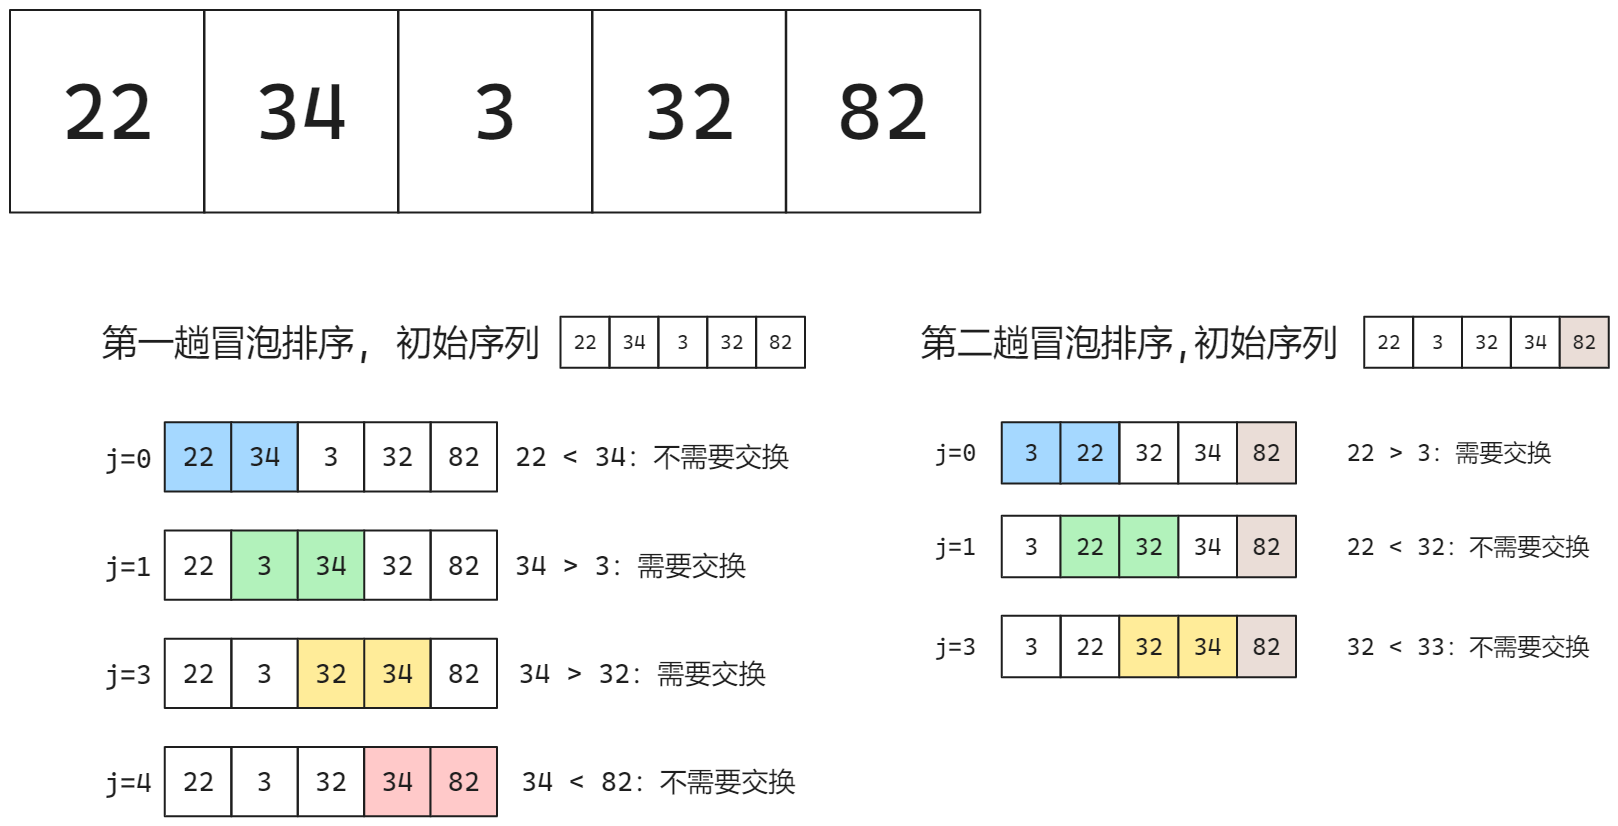 22 34 3 32 82
第一趟冒泡排序, 初始序列 22 34 3 32 82
j=0 22 34 3 32 82 22 < 34: 不需要交换
j=1 22 3 34 32 82 34 > 3: 需要交换
j=3 22 3 32 34 82 34 > 32: 需要交换
j=4 22 3 32 34 82 34 < 82: 不需要交换
第二趟冒泡排序,初始序列 22 3 32 34 82
j=0 3 22 32 34 82 22 > 3: 需要交换
j=1 3 22 32 34 82 22 < 32: 不需要交换
j=3 3 22 32 34 82 32 < 33: 不需要交换